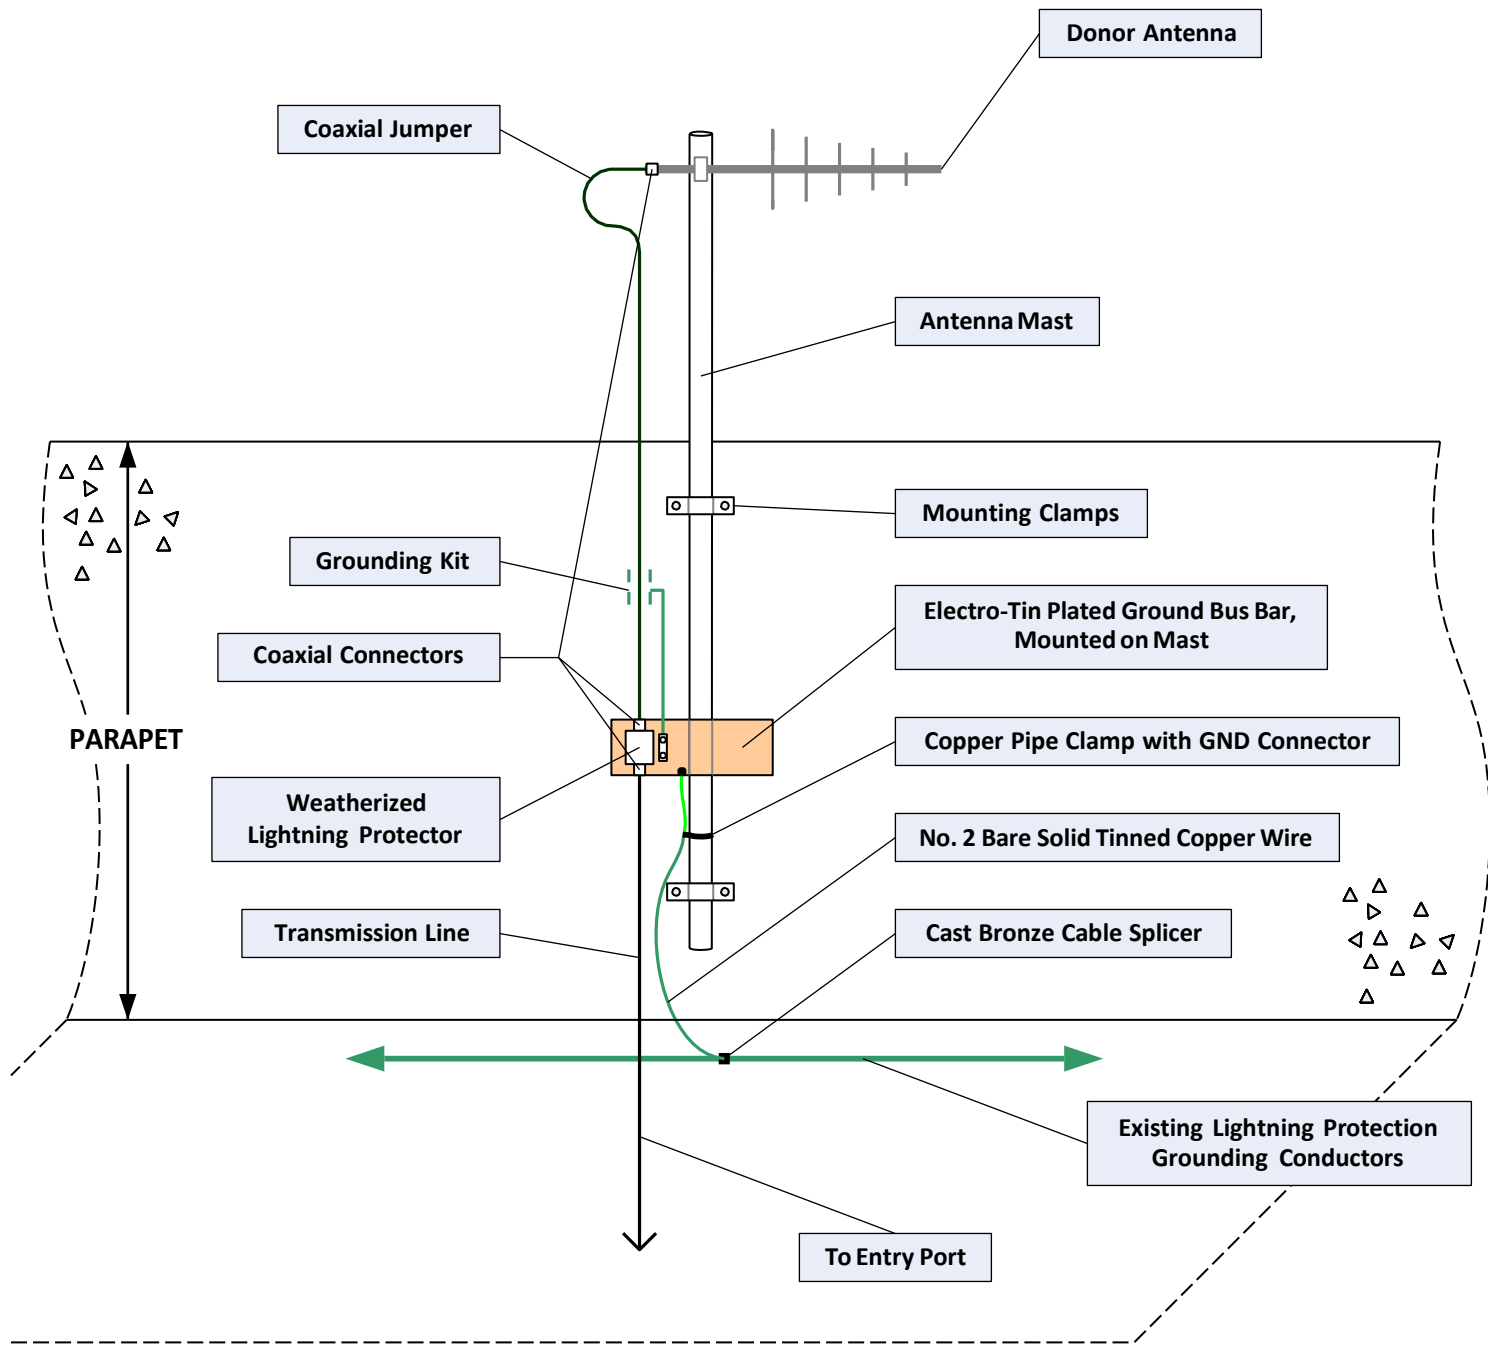 Donor Antenna
Coaxial Jumper
Antenna Mast
Mounting Clamps
Grounding Kit
Electro-Tin Plated Ground Bus Bar,
Mounted on Mast
Coaxial Connectors
PARAPET
Copper Pipe Clamp with GND Connector
Weatherized
Lightning Protector
No. 2 Bare Solid Tinned Copper Wire
Transmission Line
Cast Bronze Cable Splicer
Existing Lightning Protection
Grounding Conductors
To Entry Port